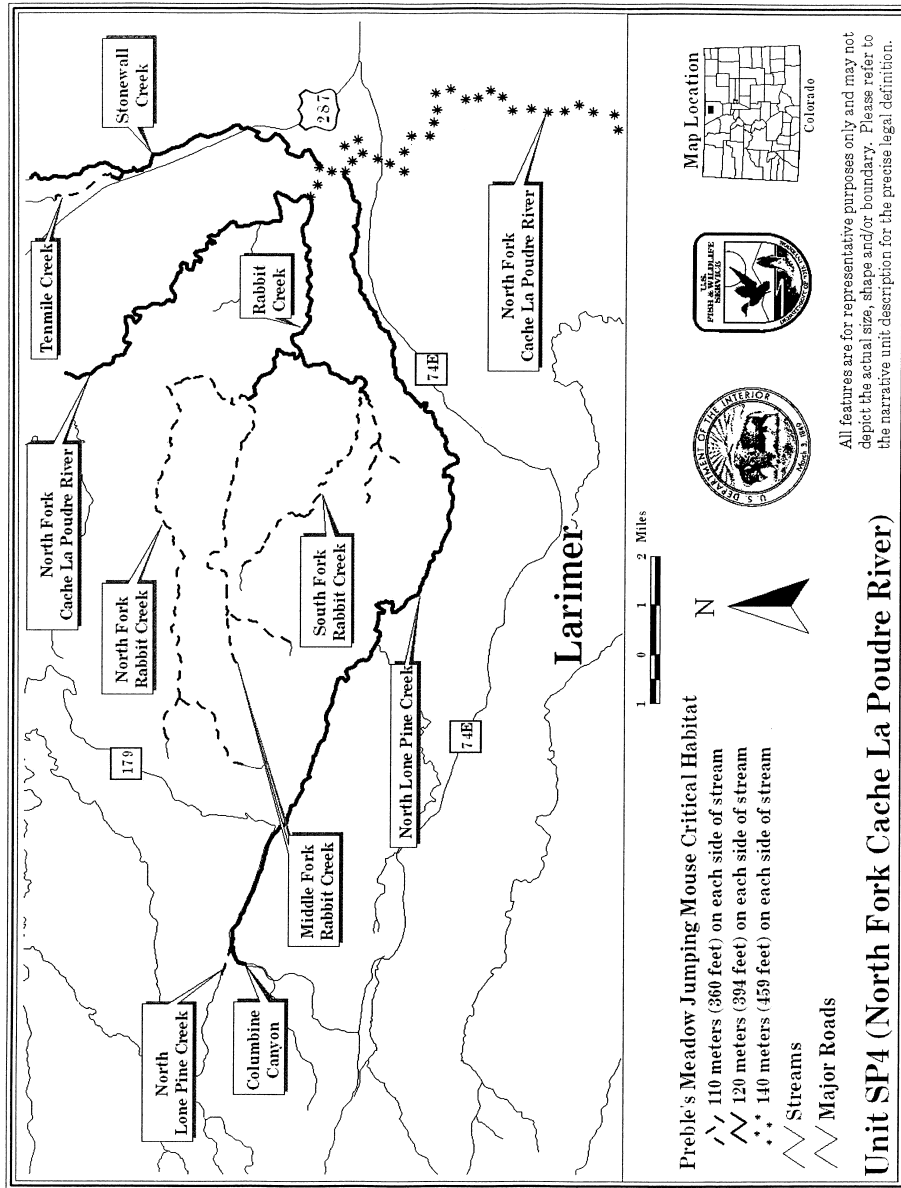 Stonewall
Creek
Tenmile Creek
287
North Fork
Cache La Poudre River
Rabbit
Creek
North Fork
Rabbit Creek
South Fork
Rabbit Creek
74E
North Fork
Cache La Poudre River
179
Middle Fork
Rabbit Creek
North Lone Pine Creek
74E
North
Lone Pine Creek
Columbine
Canyon
Larimer
Preble's Meadow Jumping Mouse Critical Habitat
110 meters (360 feet) on each side of stream
120 meters (394 feet) on each side of stream
140 meters (459 feet) on each side of stream
Streams
Major Roads
1 0 1 2 Miles
N
U.S. DEPARTMENT OF THE INTERIOR
March 3, 1849
U.S.
FISH & WILDLIFE
SERVICE
DEPARTMENT OF THE INTERIOR
Map Location
Colorado
All features are for representative purposes only and may not
depict the actual size, shape and/or boundary. Please refer to
the narrative unit description for the precise legal definition.
Unit SP4 (North Fork Cache La Poudre River)